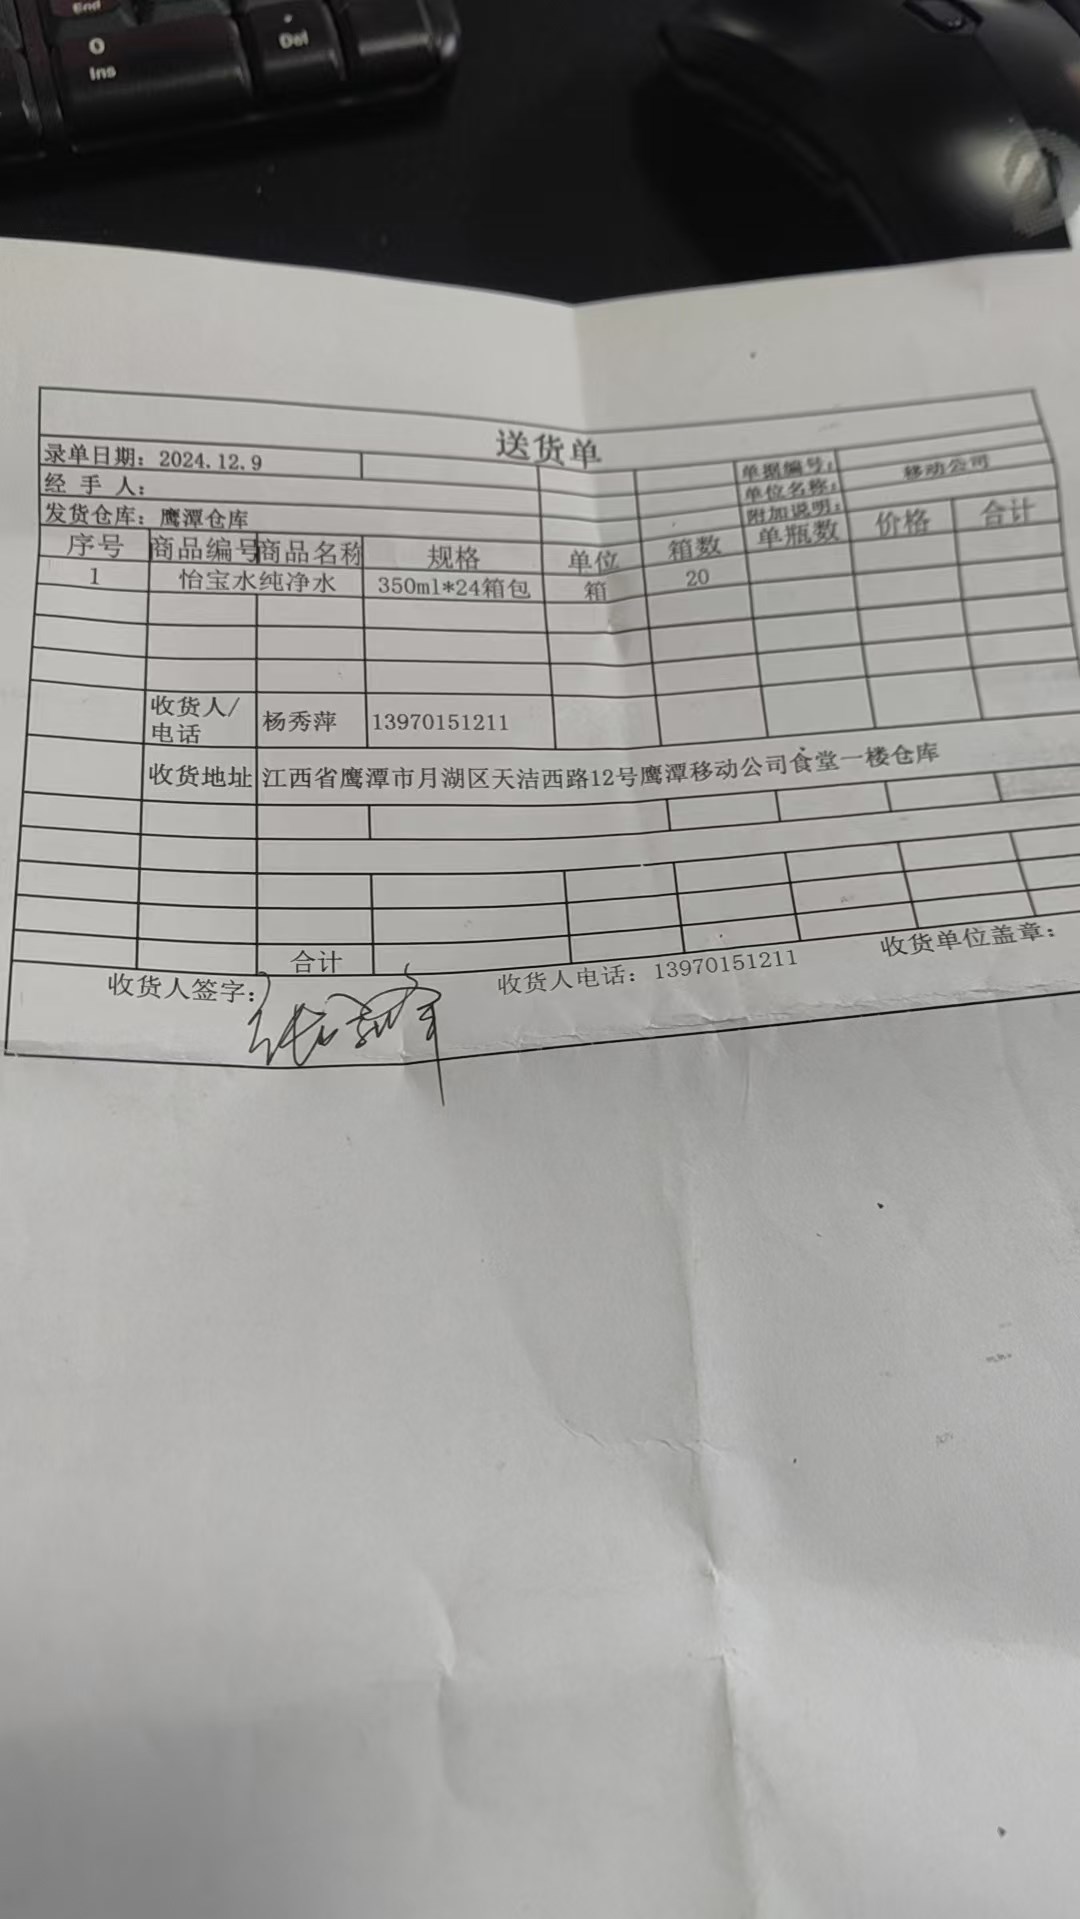 End
0
Ins
.
Del
送货单
录单日期：2024.12.9
单据编号：
经 手 人：
单位名称：
移动公司
发货仓库：鹰潭仓库
附加说明：
序号 商品编号 商品名称 规格 单位 箱数 单瓶数 价格 合计
1 怡宝水纯净水 350ml*24箱包 箱 20
收货人/电话 杨秀萍 13970151211
收货地址 江西省鹰潭市月湖区天洁西路12号鹰潭移动公司食堂一楼仓库
合计
收货人签字： 收货人电话：13970151211 收货单位盖章：